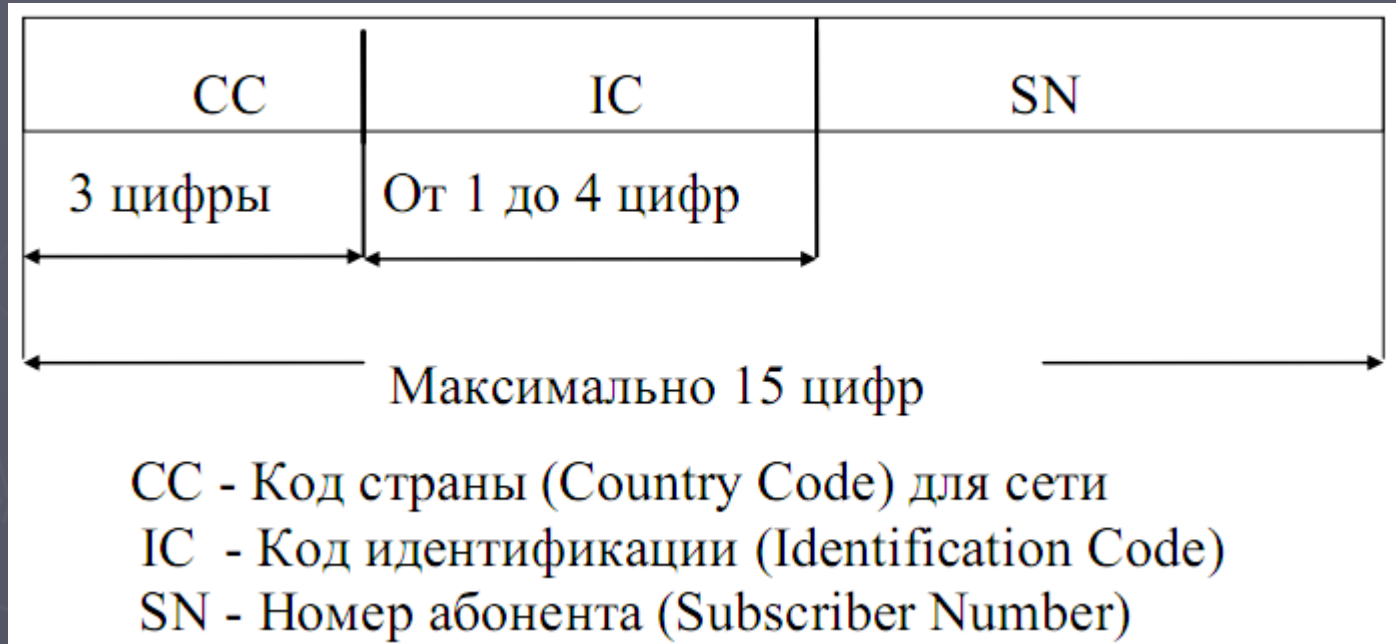 CC IC SN
3 цифры От 1 до 4 цифр
Максимально 15 цифр
CC - Код страны (Country Code) для сети
IC - Код идентификации (Identification Code)
SN - Номер абонента (Subscriber Number)